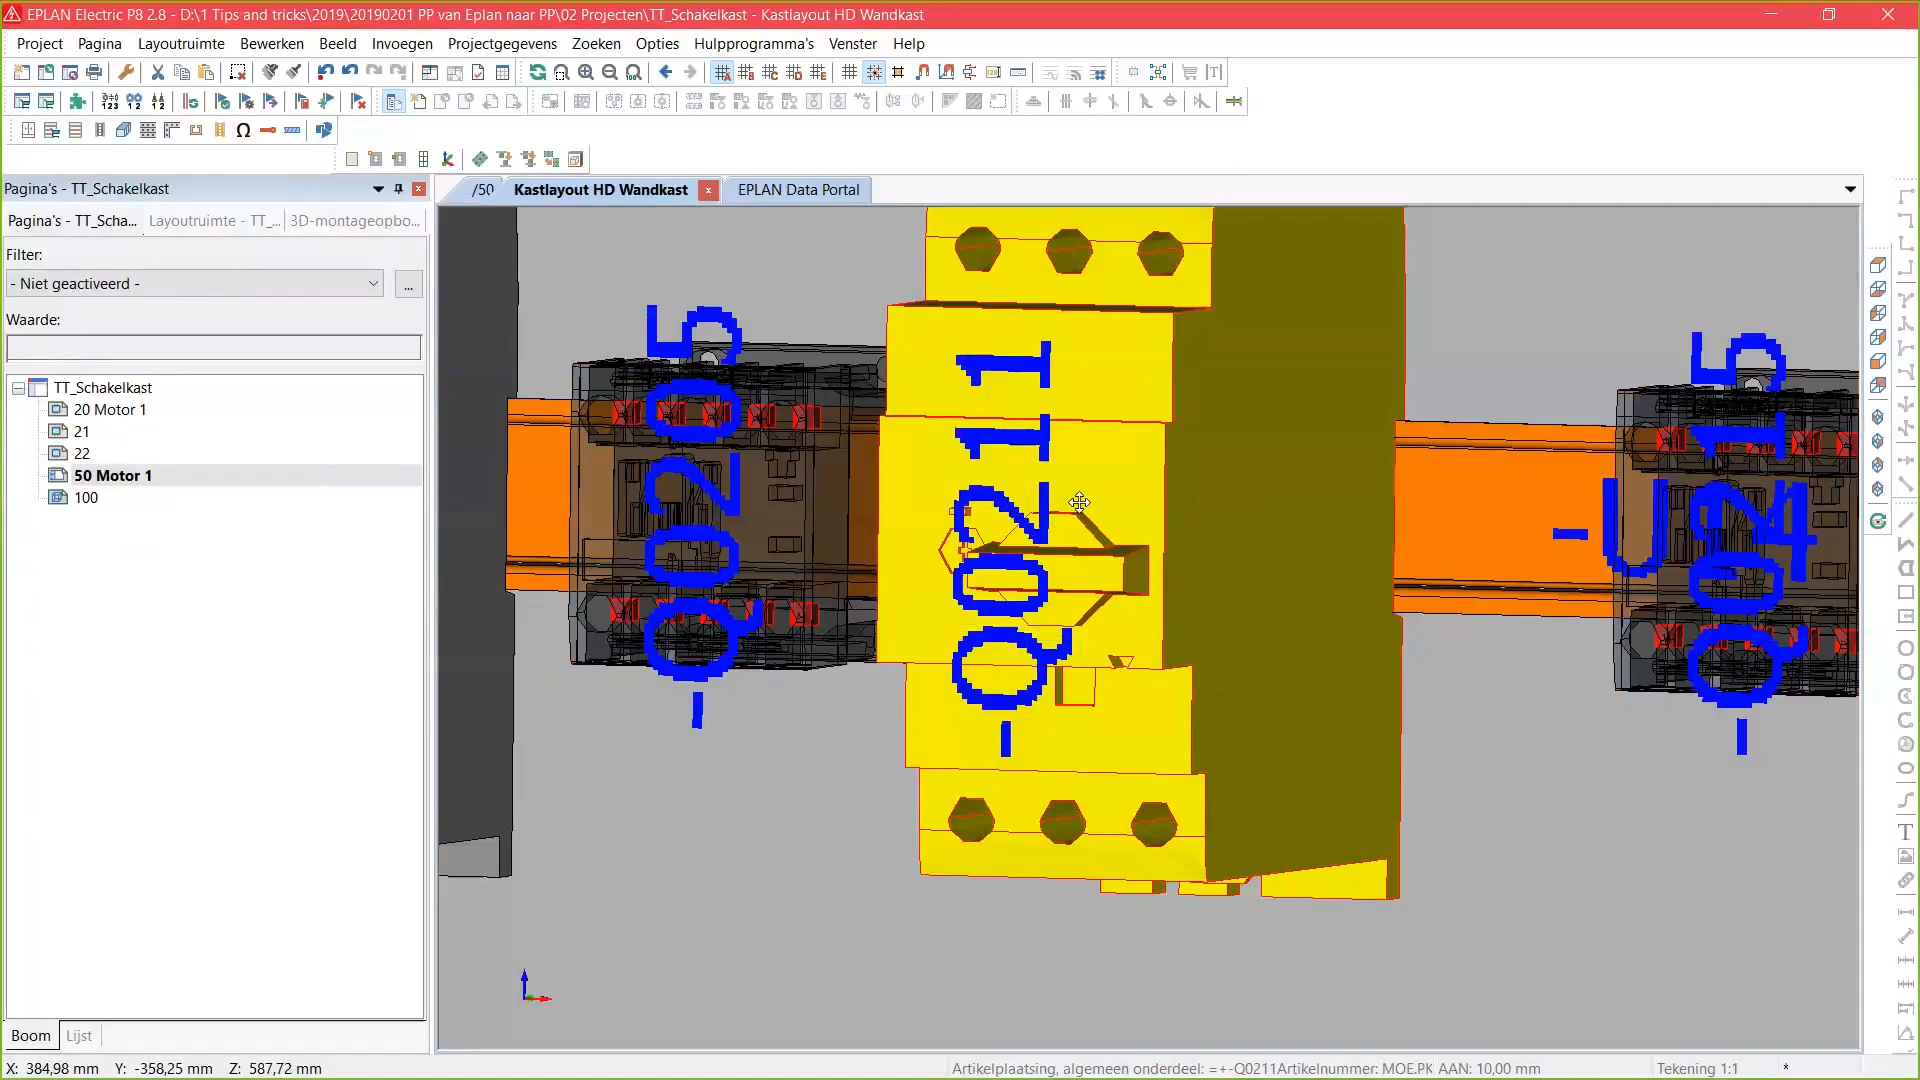 EPLAN Electric P8 2.8 - D:\1 Tips and tricks\2019\20190201 PP van Eplan naar PP\02 Projecten\TT_Schakelkast - Kastlayout HD Wandkast
Project Pagina Layoutruimte Bewerken Beeld Invoegen Projectgegevens Zoeken Opties Hulpprogramma's Venster Help
Pagina's - TT_Schakelkast
/50 Kastlayout HD Wandkast EPLAN Data Portal
Pagina's - TT_Scha... Layoutruimte - TT_... 3D-montageopbo...
Filter:
- Niet geactiveerd -
...
Waarde:
TT_Schakelkast
20 Motor 1
21
22
50 Motor 1
100
-Q0205
-Q0211
-Q0215
Boom Lijst
X: 384,98 mm Y: -358,25 mm Z: 587,72 mm
Artikelplaatsing, algemeen onderdeel: =+-Q0211Artikelnummer: MOE.PK AAN: 10,00 mm
Tekening 1:1 *